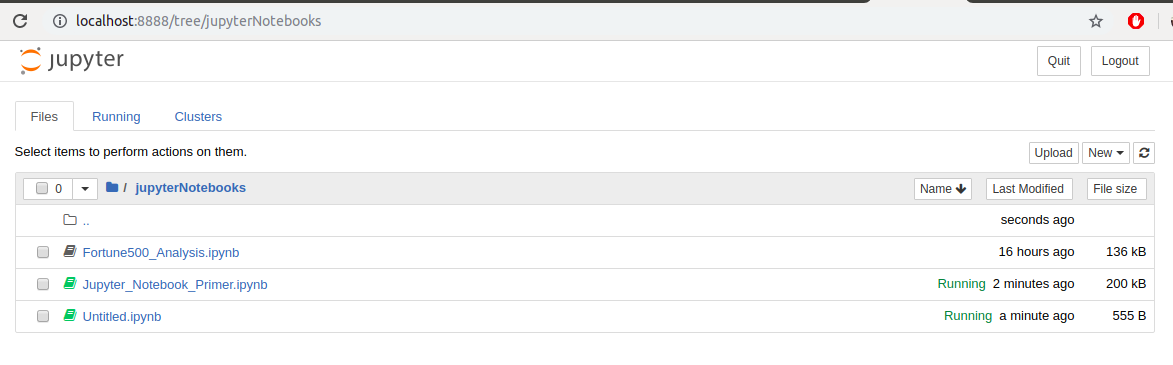 localhost:8888/tree/jupyterNotebooks
jupyter Quit Logout
Files Running Clusters
Select items to perform actions on them. Upload New
0 / jupyterNotebooks Name Last Modified File size
.. seconds ago
Fortune500_Analysis.ipynb 16 hours ago 136 kB
Jupyter_Notebook_Primer.ipynb Running 2 minutes ago 200 kB
Untitled.ipynb Running a minute ago 555 B